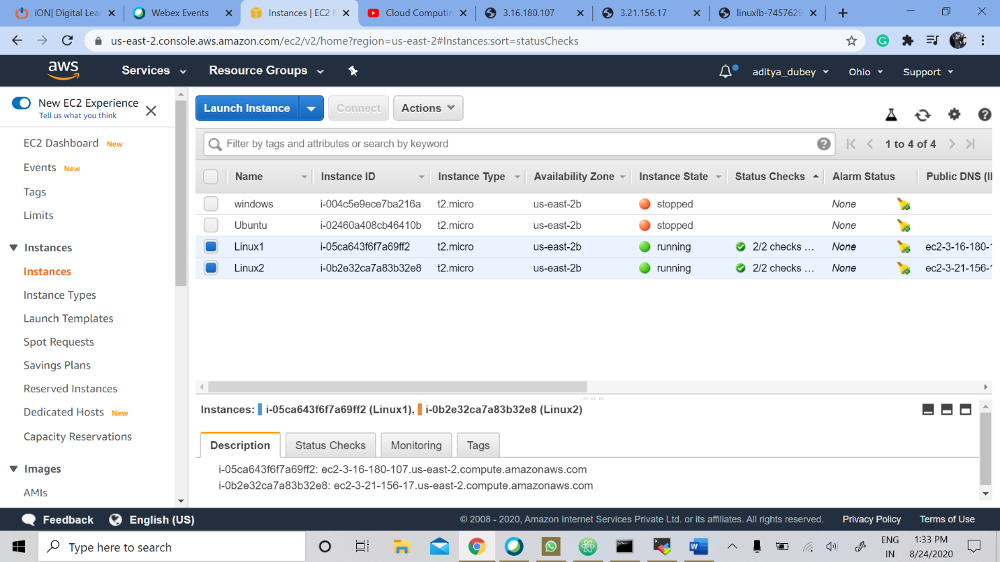 iON| Digital Lear
Webex Events
Instances | EC2 M
Cloud Computin
3.16.180.107
3.21.156.17
linuxlb-7457629
us-east-2.console.aws.amazon.com/ec2/v2/home?region=us-east-2#Instances:sort=statusChecks
aws
Services
Resource Groups
aditya_dubey
Ohio
Support
New EC2 Experience
Tell us what you think
EC2 Dashboard New
Events New
Tags
Limits
Instances
Instances
Instance Types
Launch Templates
Spot Requests
Savings Plans
Reserved Instances
Dedicated Hosts New
Capacity Reservations
Images
AMIs
Launch Instance
Connect
Actions
Filter by tags and attributes or search by keyword
1 to 4 of 4
Name Instance ID Instance Type Availability Zone Instance State Status Checks Alarm Status Public DNS (I
windows i-004c5e9ece7ba216a t2.micro us-east-2b stopped None
Ubuntu i-02460a408cb46410b t2.micro us-east-2b stopped None
Linux1 i-05ca643f6f7a69ff2 t2.micro us-east-2b running 2/2 checks ... None ec2-3-16-180-1
Linux2 i-0b2e32ca7a83b32e8 t2.micro us-east-2b running 2/2 checks ... None ec2-3-21-156-1
Instances: i-05ca643f6f7a69ff2 (Linux1), i-0b2e32ca7a83b32e8 (Linux2)
Description
Status Checks
Monitoring
Tags
i-05ca643f6f7a69ff2: ec2-3-16-180-107.us-east-2.compute.amazonaws.com
i-0b2e32ca7a83b32e8: ec2-3-21-156-17.us-east-2.compute.amazonaws.com
Feedback
English (US)
© 2008 - 2020, Amazon Internet Services Private Ltd. or its affiliates. All rights reserved.
Privacy Policy
Terms of Use
Type here to search
ENG
IN
1:33 PM
8/24/2020